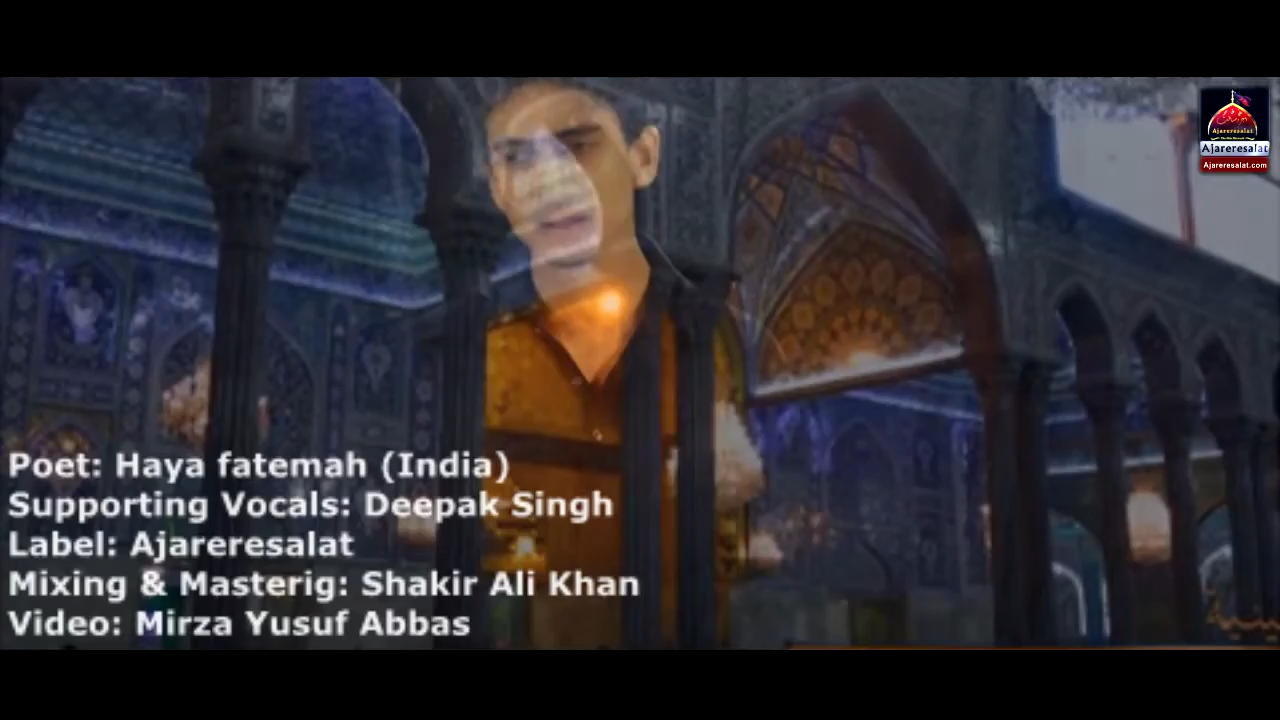 Ajareresalat
Ajareresalat
Ajareresalat.com
Poet: Haya fatemah (India)
Supporting Vocals: Deepak Singh
Label: Ajareresalat
Mixing & Masterig: Shakir Ali Khan
Video: Mirza Yusuf Abbas